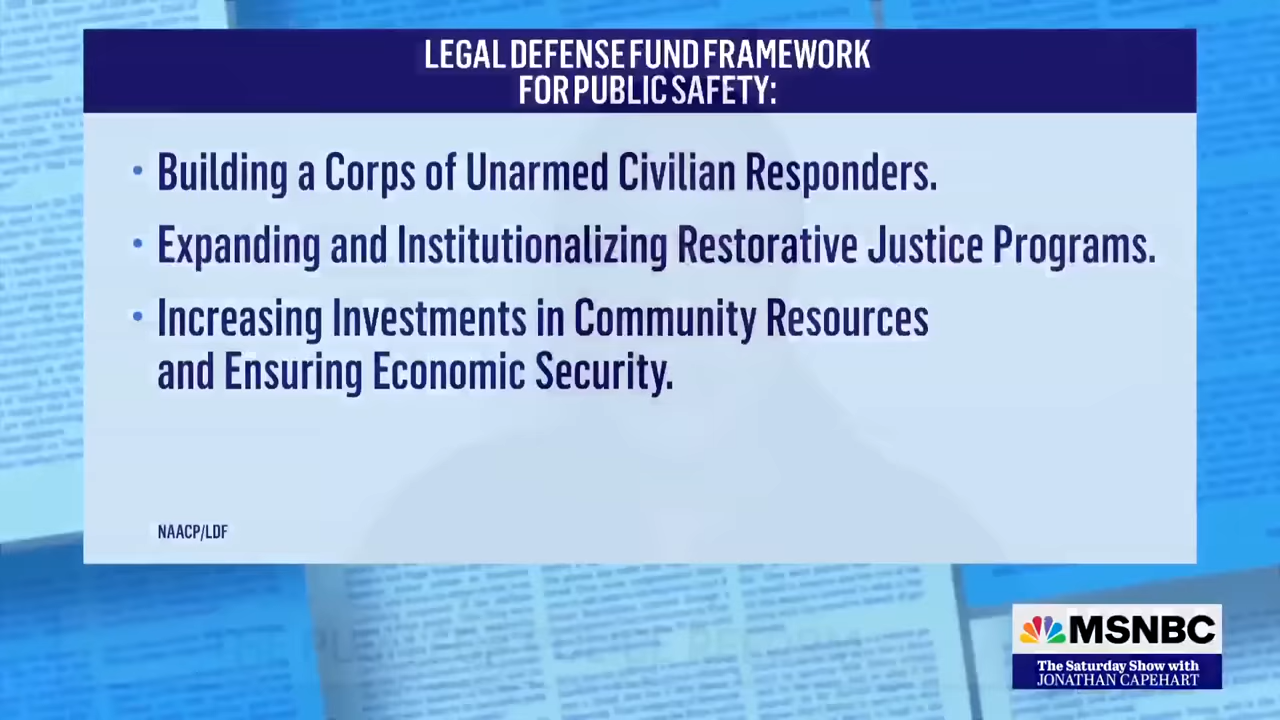 LEGAL DEFENSE FUND FRAMEWORK
FOR PUBLIC SAFETY:
• Building a Corps of Unarmed Civilian Responders.
• Expanding and Institutionalizing Restorative Justice Programs.
• Increasing Investments in Community Resources
and Ensuring Economic Security.
NAACP/LDF
MSNBC
The Saturday Show with
JONATHAN CAPEHART